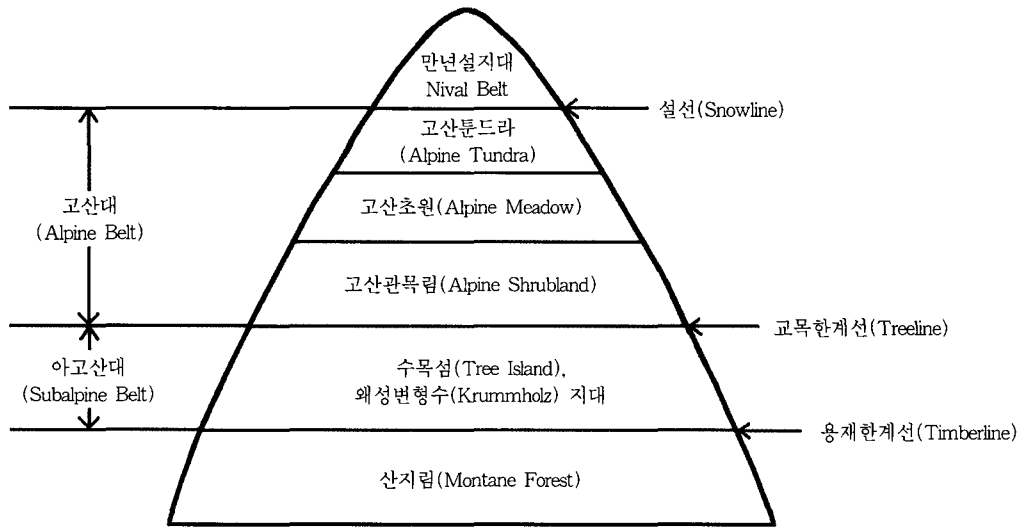 만년설지대
Nival Belt
설선(Snowline)
고산툰드라
(Alpine Tundra)
고산대
(Alpine Belt)
고산초원(Alpine Meadow)
고산관목림(Alpine Shrubland)
교목한계선(Treeline)
아고산대
(Subalpine Belt)
수목섬(Tree Island),
왜성변형수(Krummholz) 지대
용재한계선(Timberline)
산지림(Montane Forest)